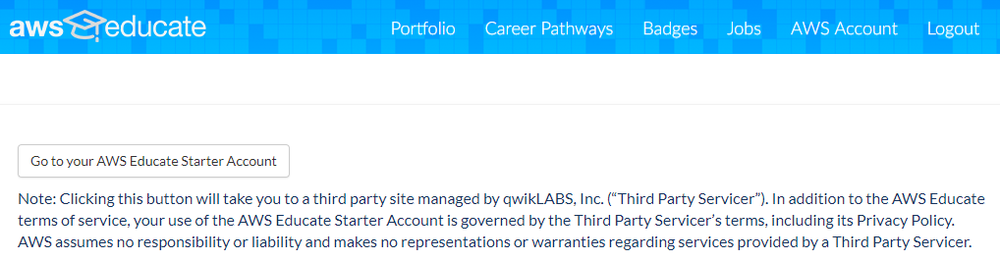 aws educate Portfolio Career Pathways Badges Jobs AWS Account Logout
Go to your AWS Educate Starter Account
Note: Clicking this button will take you to a third party site managed by qwikLABS, Inc. (“Third Party Servicer”). In addition to the AWS Educate
terms of service, your use of the AWS Educate Starter Account is governed by the Third Party Servicer’s terms, including its Privacy Policy.
AWS assumes no responsibility or liability and makes no representations or warranties regarding services provided by a Third Party Servicer.